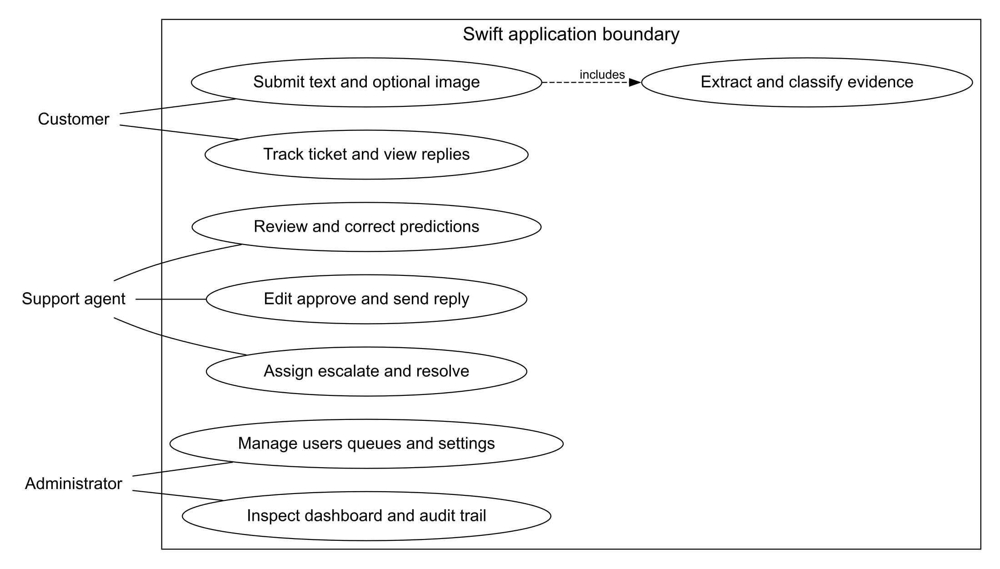 Swift application boundary
Submit text and optional image
includes
Extract and classify evidence
Customer
Track ticket and view replies
Review and correct predictions
Support agent
Edit approve and send reply
Assign escalate and resolve
Manage users queues and settings
Administrator
Inspect dashboard and audit trail